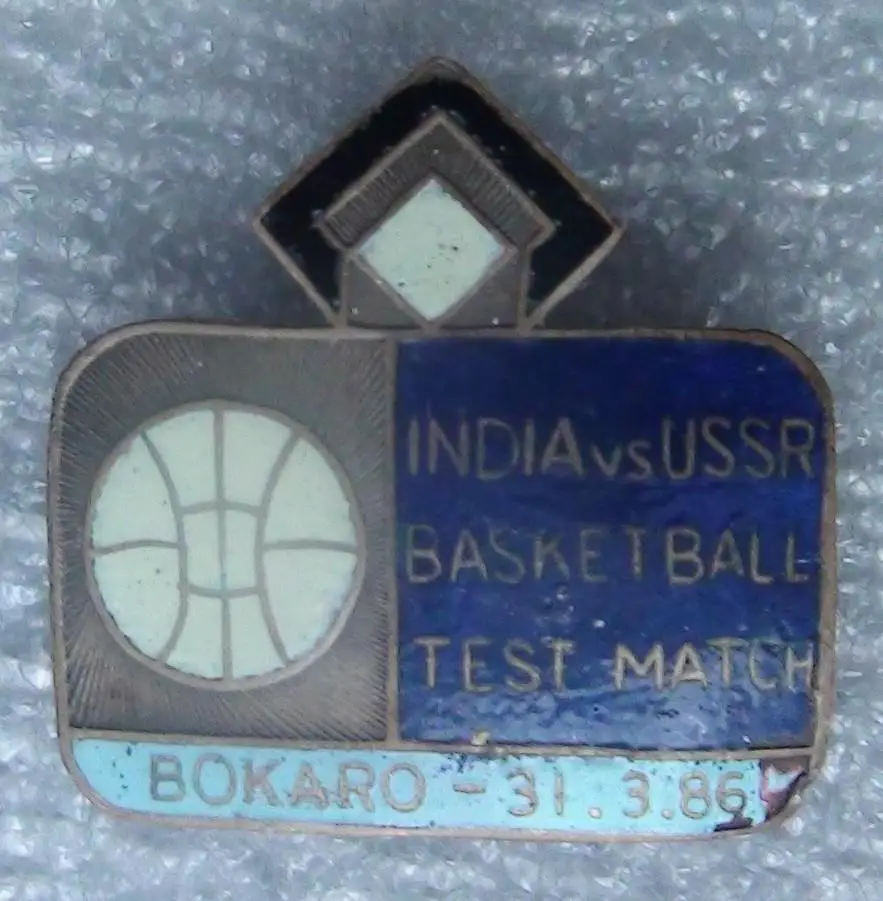 INDIA vs USSR
BASKETBALL
TEST MATCH
BOKARO - 31.3.86